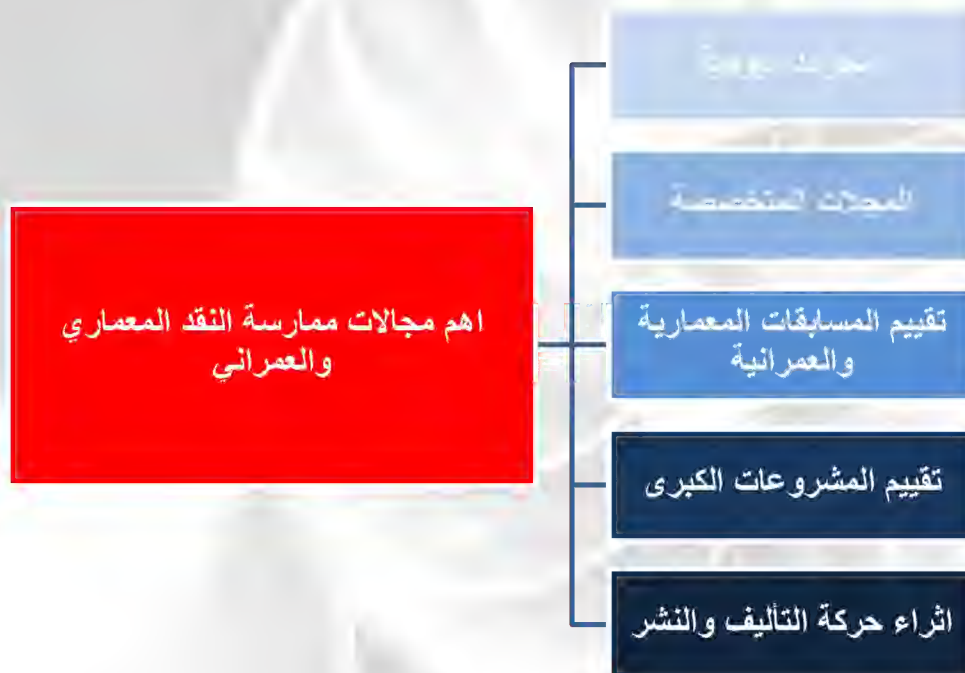 اهم مجالات ممارسة النقد المعماري
والعمراني
المجلات المتخصصة
تقييم المسابقات المعمارية
والعمرانية
تقييم المشروعات الكبرى
اثراء حركة التأليف والنشر